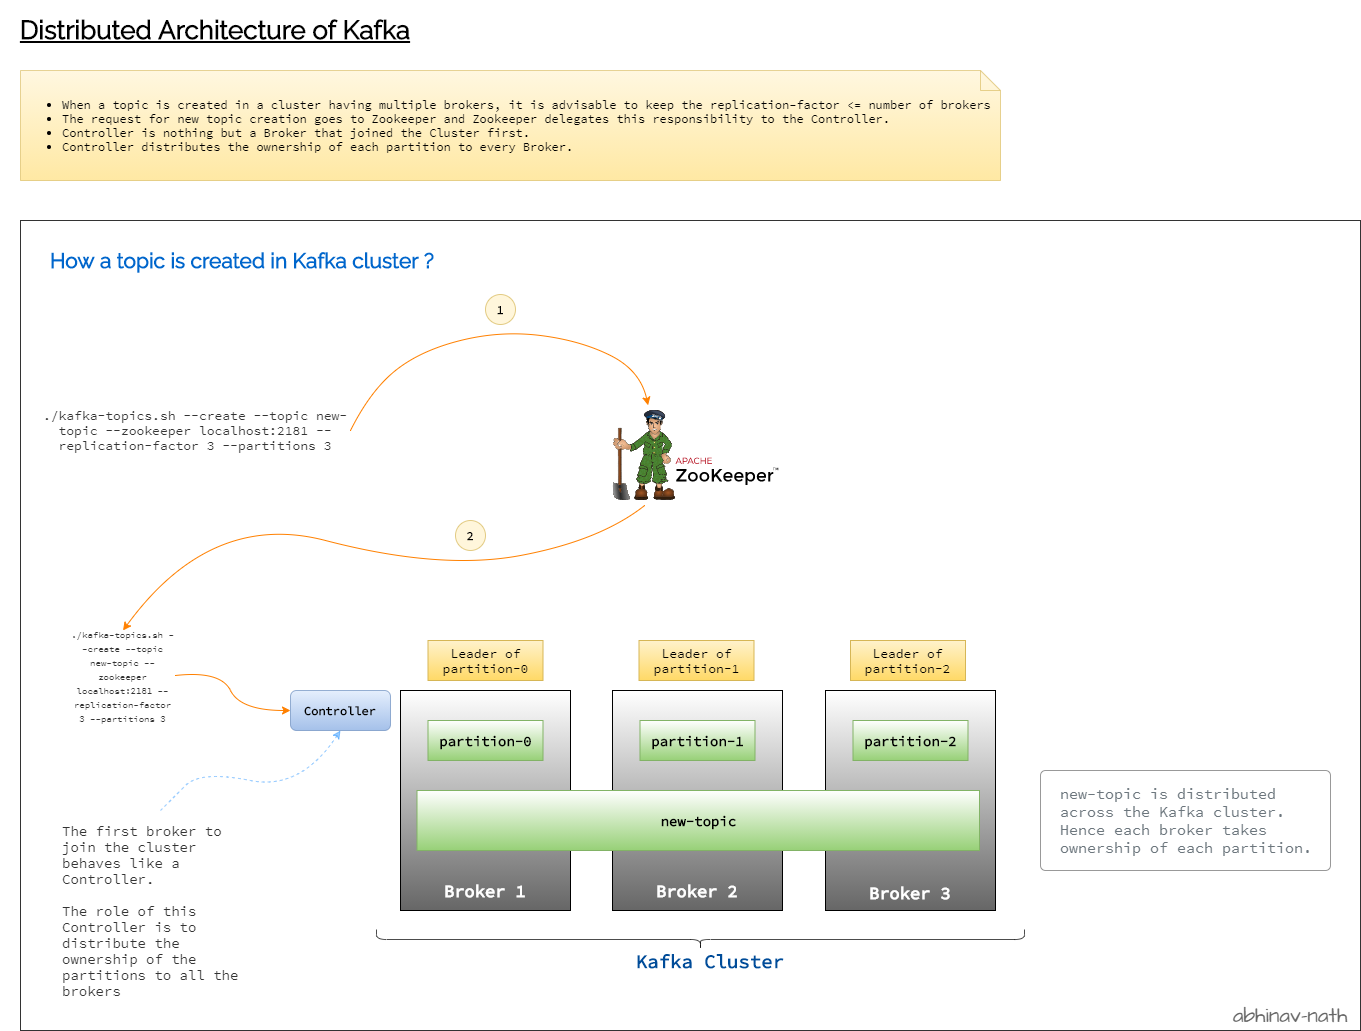 Distributed Architecture of Kafka
• When a topic is created in a cluster having multiple brokers, it is advisable to keep the replication-factor <= number of brokers
• The request for new topic creation goes to Zookeeper and Zookeeper delegates this responsibility to the Controller.
• Controller is nothing but a Broker that joined the Cluster first.
• Controller distributes the ownership of each partition to every Broker.
How a topic is created in Kafka cluster ?
1
./kafka-topics.sh --create --topic new-
topic --zookeeper localhost:2181 --
replication-factor 3 --partitions 3
APACHE
ZooKeeper™
2
./kafka-topics.sh -
-create --topic
new-topic --
zookeeper
localhost:2181 --
replication-factor
3 --partitions 3
Controller
Leader of
partition-0
Leader of
partition-1
Leader of
partition-2
partition-0
partition-1
partition-2
new-topic
Broker 1
Broker 2
Broker 3
new-topic is distributed
across the Kafka cluster.
Hence each broker takes
ownership of each partition.
The first broker to
join the cluster
behaves like a
Controller.
The role of this
Controller is to
distribute the
ownership of the
partitions to all the
brokers
Kafka Cluster
abhinav-nath